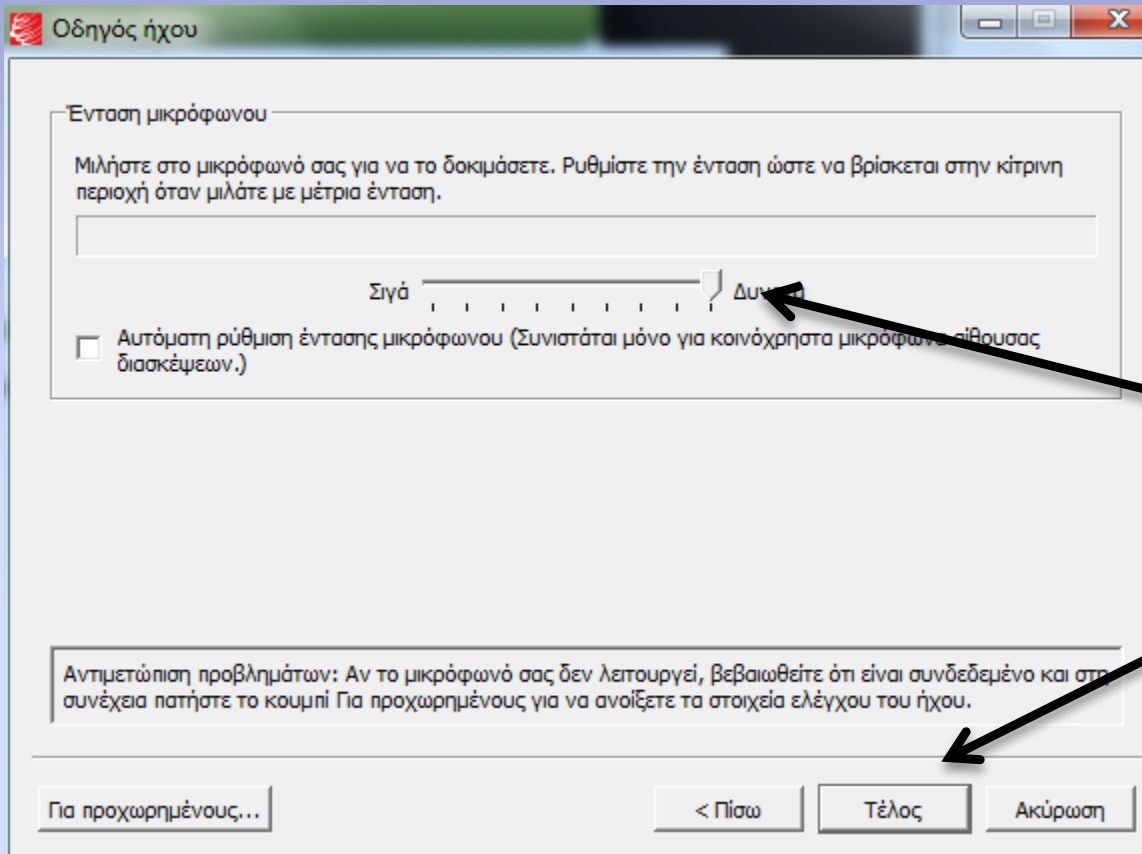 Οδηγός ήχου
Ένταση μικρόφωνου
Μιλήστε στο μικρόφωνό σας για να το δοκιμάσετε. Ρυθμίστε την ένταση ώστε να βρίσκεται στην κίτρινη
περιοχή όταν μιλάτε με μέτρια ένταση.
Σιγά Δυνατά
Αυτόματη ρύθμιση έντασης μικρόφωνου (Συνιστάται μόνο για κοινόχρηστα μικρόφωνα αίθουσας
διασκέψεων.)
Αντιμετώπιση προβλημάτων: Αν το μικρόφωνό σας δεν λειτουργεί, βεβαιωθείτε ότι είναι συνδεδεμένο και στη
συνέχεια πατήστε το κουμπί Για προχωρημένους για να ανοίξετε τα στοιχεία ελέγχου του ήχου.
Για προχωρημένους... < Πίσω Τέλος Ακύρωση